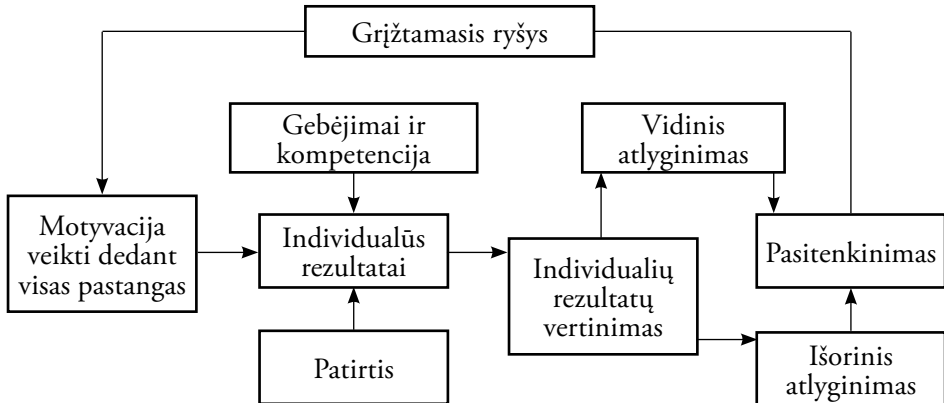 Grįžtamasis ryšys
Gebėjimai ir
kompetencija
Vidinis
atlyginimas
Motyvacija
veikti dedant
visas pastangas
Individualūs
rezultatai
Individualių
rezultatų
vertinimas
Pasitenkinimas
Patirtis
Išorinis
atlyginimas